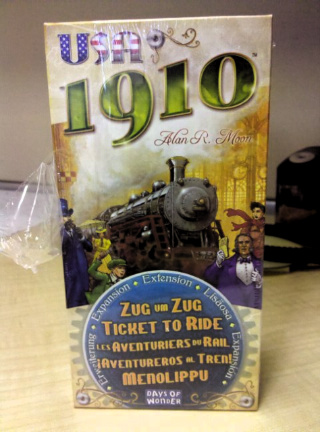 USA
1910
Alan R. Moon
Erweiterung • Expansion • Extension • Lisäosa • Expansión
ZUG UM ZUG
TICKET TO RIDE
LES AVENTURIERS DU RAIL
¡AVENTUREROS AL TREN!
MENOLIPPU
DAYS OF
WONDER